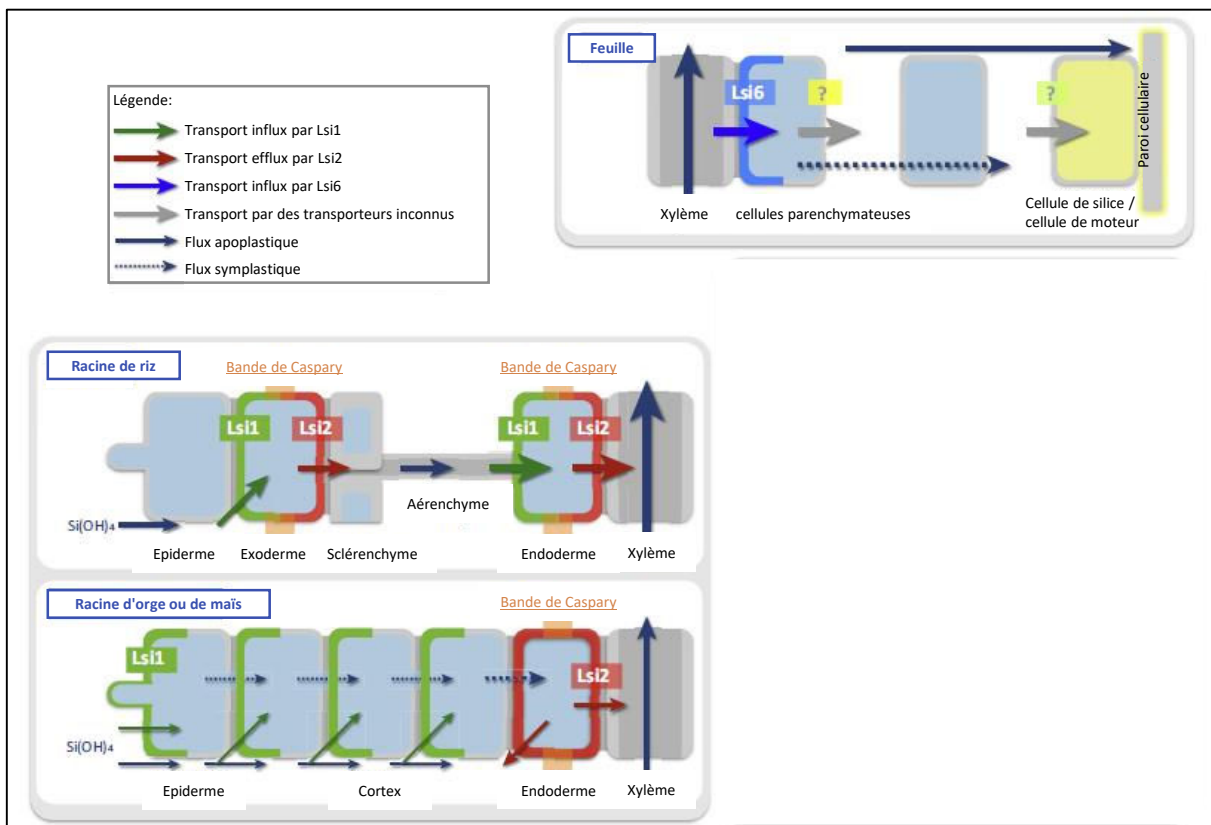 Feuille
Lsi6
?
?
Paroi cellulaire
Xylème
cellules parenchymateuses
Cellule de silice /
cellule de moteur
Légende:
Transport influx par Lsi1
Transport efflux par Lsi2
Transport influx par Lsi6
Transport par des transporteurs inconnus
Flux apoplastique
Flux symplastique
Racine de riz
Bande de Caspary
Bande de Caspary
Lsi1
Lsi2
Lsi1
Lsi2
Aérenchyme
Si(OH)₄
Epiderme
Exoderme
Sclérenchyme
Endoderme
Xylème
Racine d'orge ou de maïs
Bande de Caspary
Lsi1
Lsi2
Si(OH)₄
Epiderme
Cortex
Endoderme
Xylème